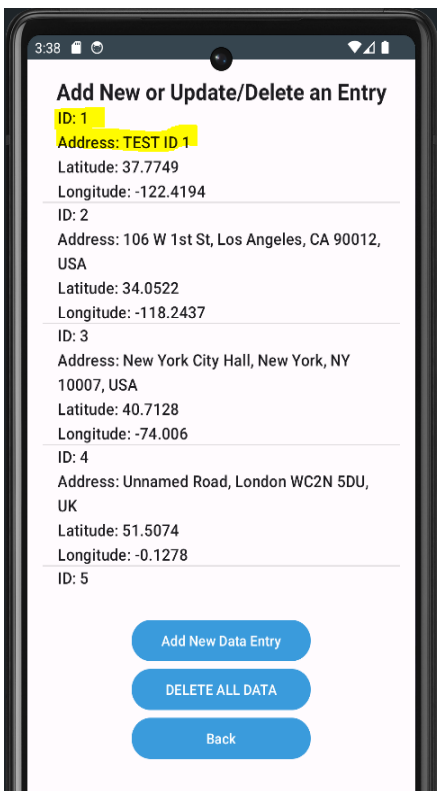 3:38
Add New or Update/Delete an Entry
ID: 1
Address: TEST ID 1
Latitude: 37.7749
Longitude: -122.4194
ID: 2
Address: 106 W 1st St, Los Angeles, CA 90012,
USA
Latitude: 34.0522
Longitude: -118.2437
ID: 3
Address: New York City Hall, New York, NY
10007, USA
Latitude: 40.7128
Longitude: -74.006
ID: 4
Address: Unnamed Road, London WC2N 5DU,
UK
Latitude: 51.5074
Longitude: -0.1278
ID: 5
Add New Data Entry
DELETE ALL DATA
Back